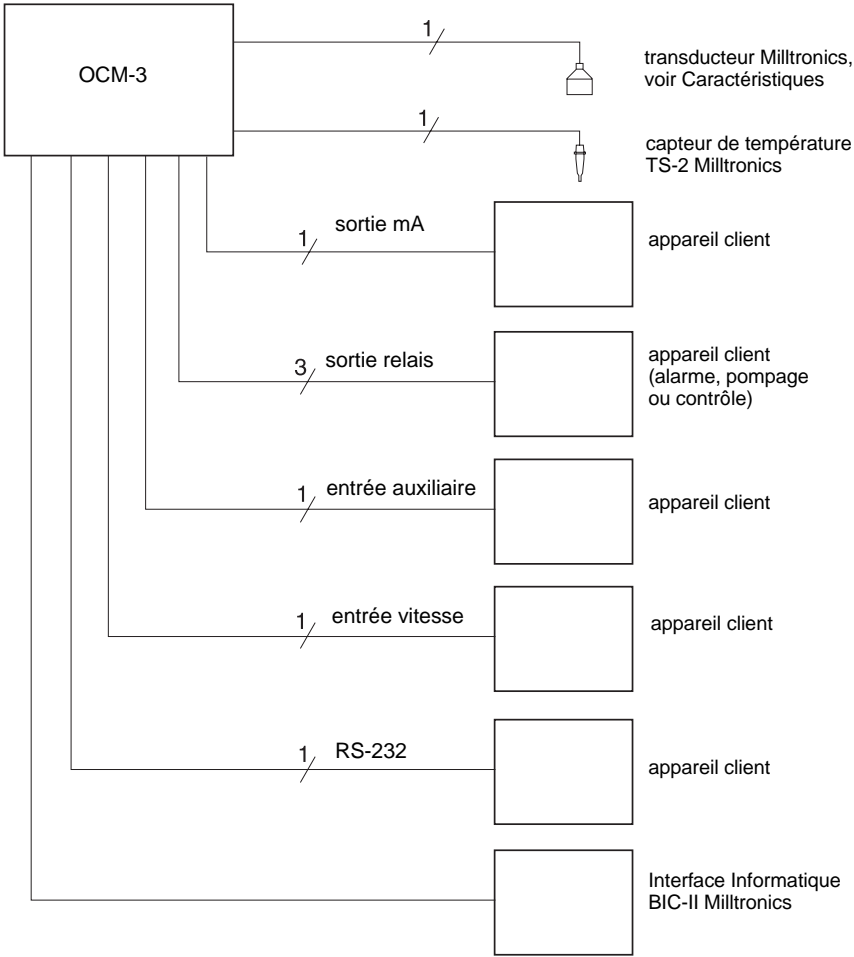 OCM-3
1
transducteur Milltronics,
voir Caractéristiques
1
capteur de température
TS-2 Milltronics
1
sortie mA
appareil client
3
sortie relais
appareil client
(alarme, pompage
ou contrôle)
1
entrée auxiliaire
appareil client
1
entrée vitesse
appareil client
1
RS-232
appareil client
Interface Informatique
BIC-II Milltronics